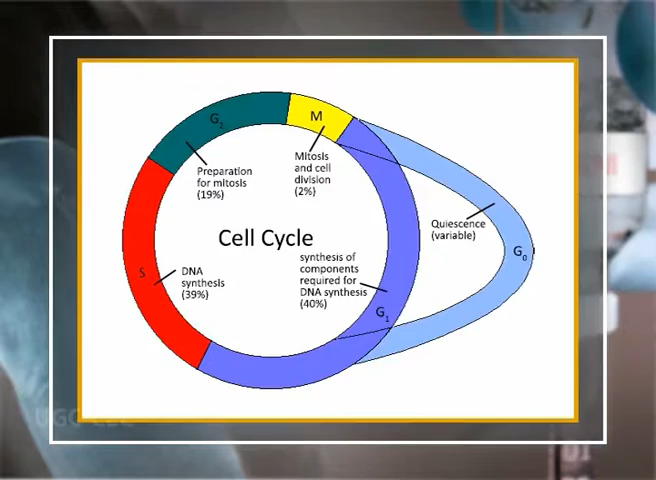 G₂
M
Preparation
for mitosis
(19%)
Mitosis
and cell
division
(2%)
Cell Cycle
Quiescence
(variable)
G₀
S
DNA
synthesis
(39%)
synthesis of
components
required for
DNA synthesis
(40%)
G₁